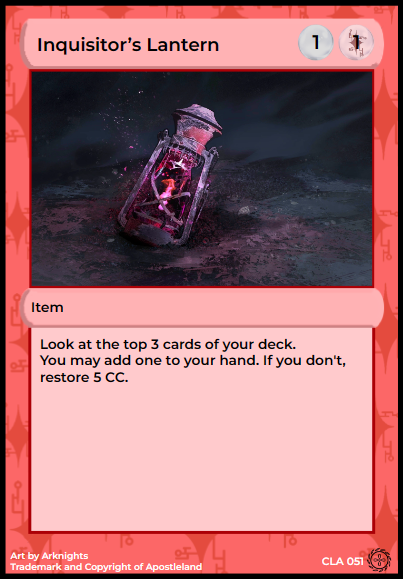 Inquisitor's Lantern 1 1
Item
Look at the top 3 cards of your deck.
You may add one to your hand. If you don't,
restore 5 CC.
Art by Arknights
Trademark and Copyright of Apostleland
CLA 051